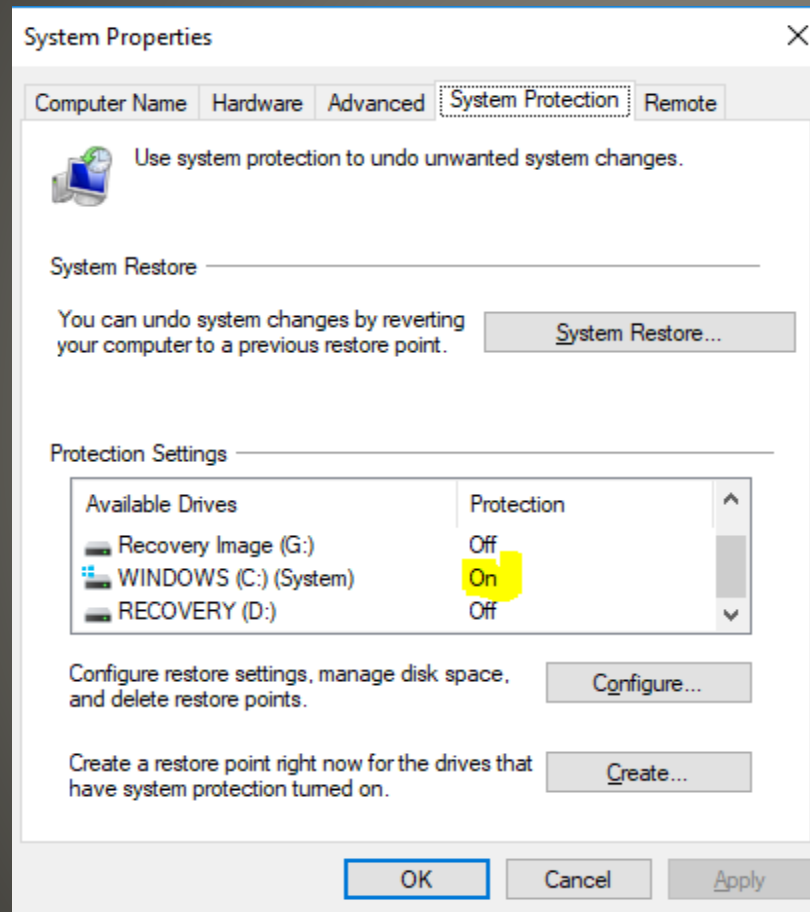 System Properties
Computer Name Hardware Advanced System Protection Remote
Use system protection to undo unwanted system changes.
System Restore
You can undo system changes by reverting
your computer to a previous restore point.
System Restore...
Protection Settings
Available Drives Protection
Recovery Image (G:) Off
WINDOWS (C:) (System) On
RECOVERY (D:) Off
Configure restore settings, manage disk space,
and delete restore points.
Configure...
Create a restore point right now for the drives that
have system protection turned on.
Create...
OK Cancel Apply